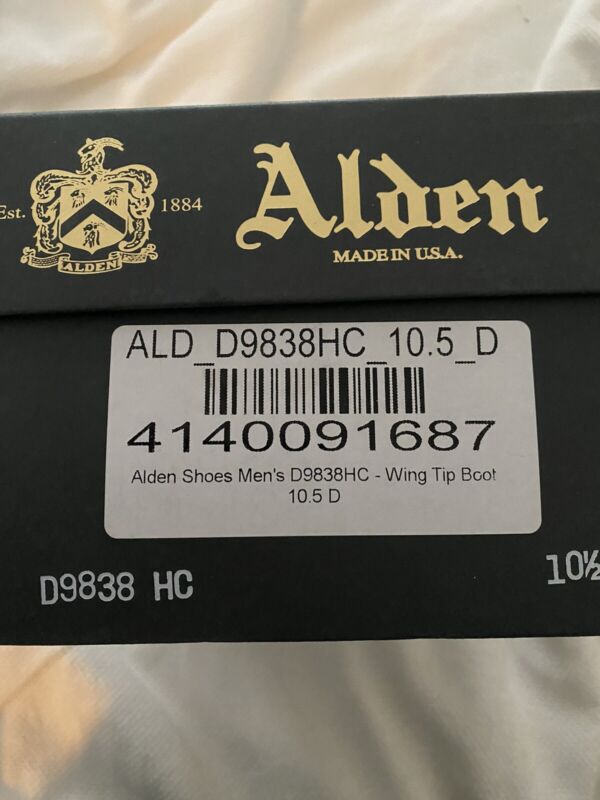 Est. 1884
ALDEN
Alden
MADE IN U.S.A.
ALD_D9838HC_10.5_D
4140091687
Alden Shoes Men's D9838HC - Wing Tip Boot
10.5 D
D9838 HC
10½